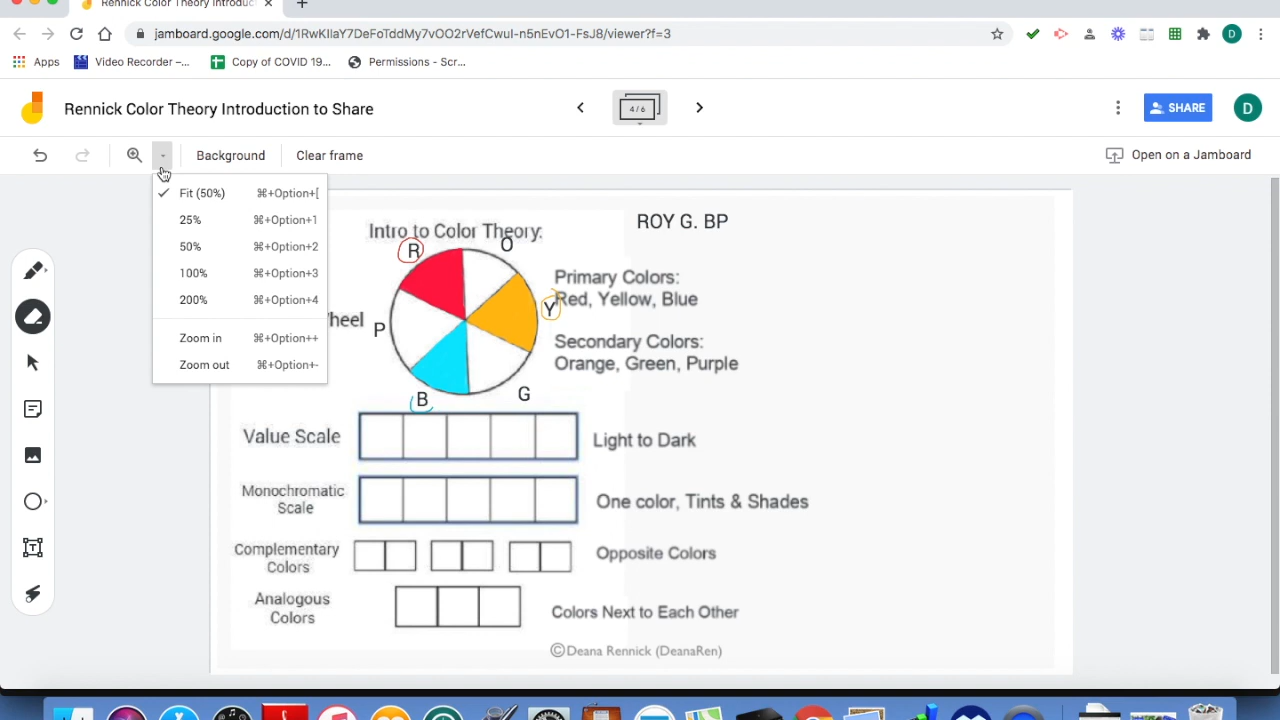 Rennick Color Theory Introduc
jamboard.google.com/d/1RwKIlaY7DeFoTddMy7vOO2rVefCwuI-n5nEvO1-FsJ8/viewer?f=3
D
Apps
Video Recorder –...
Copy of COVID 19...
Permissions - Scr...
Rennick Color Theory Introduction to Share
4 / 6
SHARE
D
Background
Clear frame
Open on a Jamboard
Fit (50%) ⌘+Option+[
25% ⌘+Option+1
50% ⌘+Option+2
100% ⌘+Option+3
200% ⌘+Option+4
Zoom in ⌘+Option++
Zoom out ⌘+Option+-
Intro to Color Theory:
ROY G. BP
R
O
Y
P
B
G
heel
Primary Colors:
Red, Yellow, Blue
Secondary Colors:
Orange, Green, Purple
Value Scale
Light to Dark
Monochromatic
Scale
One color, Tints & Shades
Complementary
Colors
Opposite Colors
Analogous
Colors
Colors Next to Each Other
©Deana Rennick (DeanaRen)